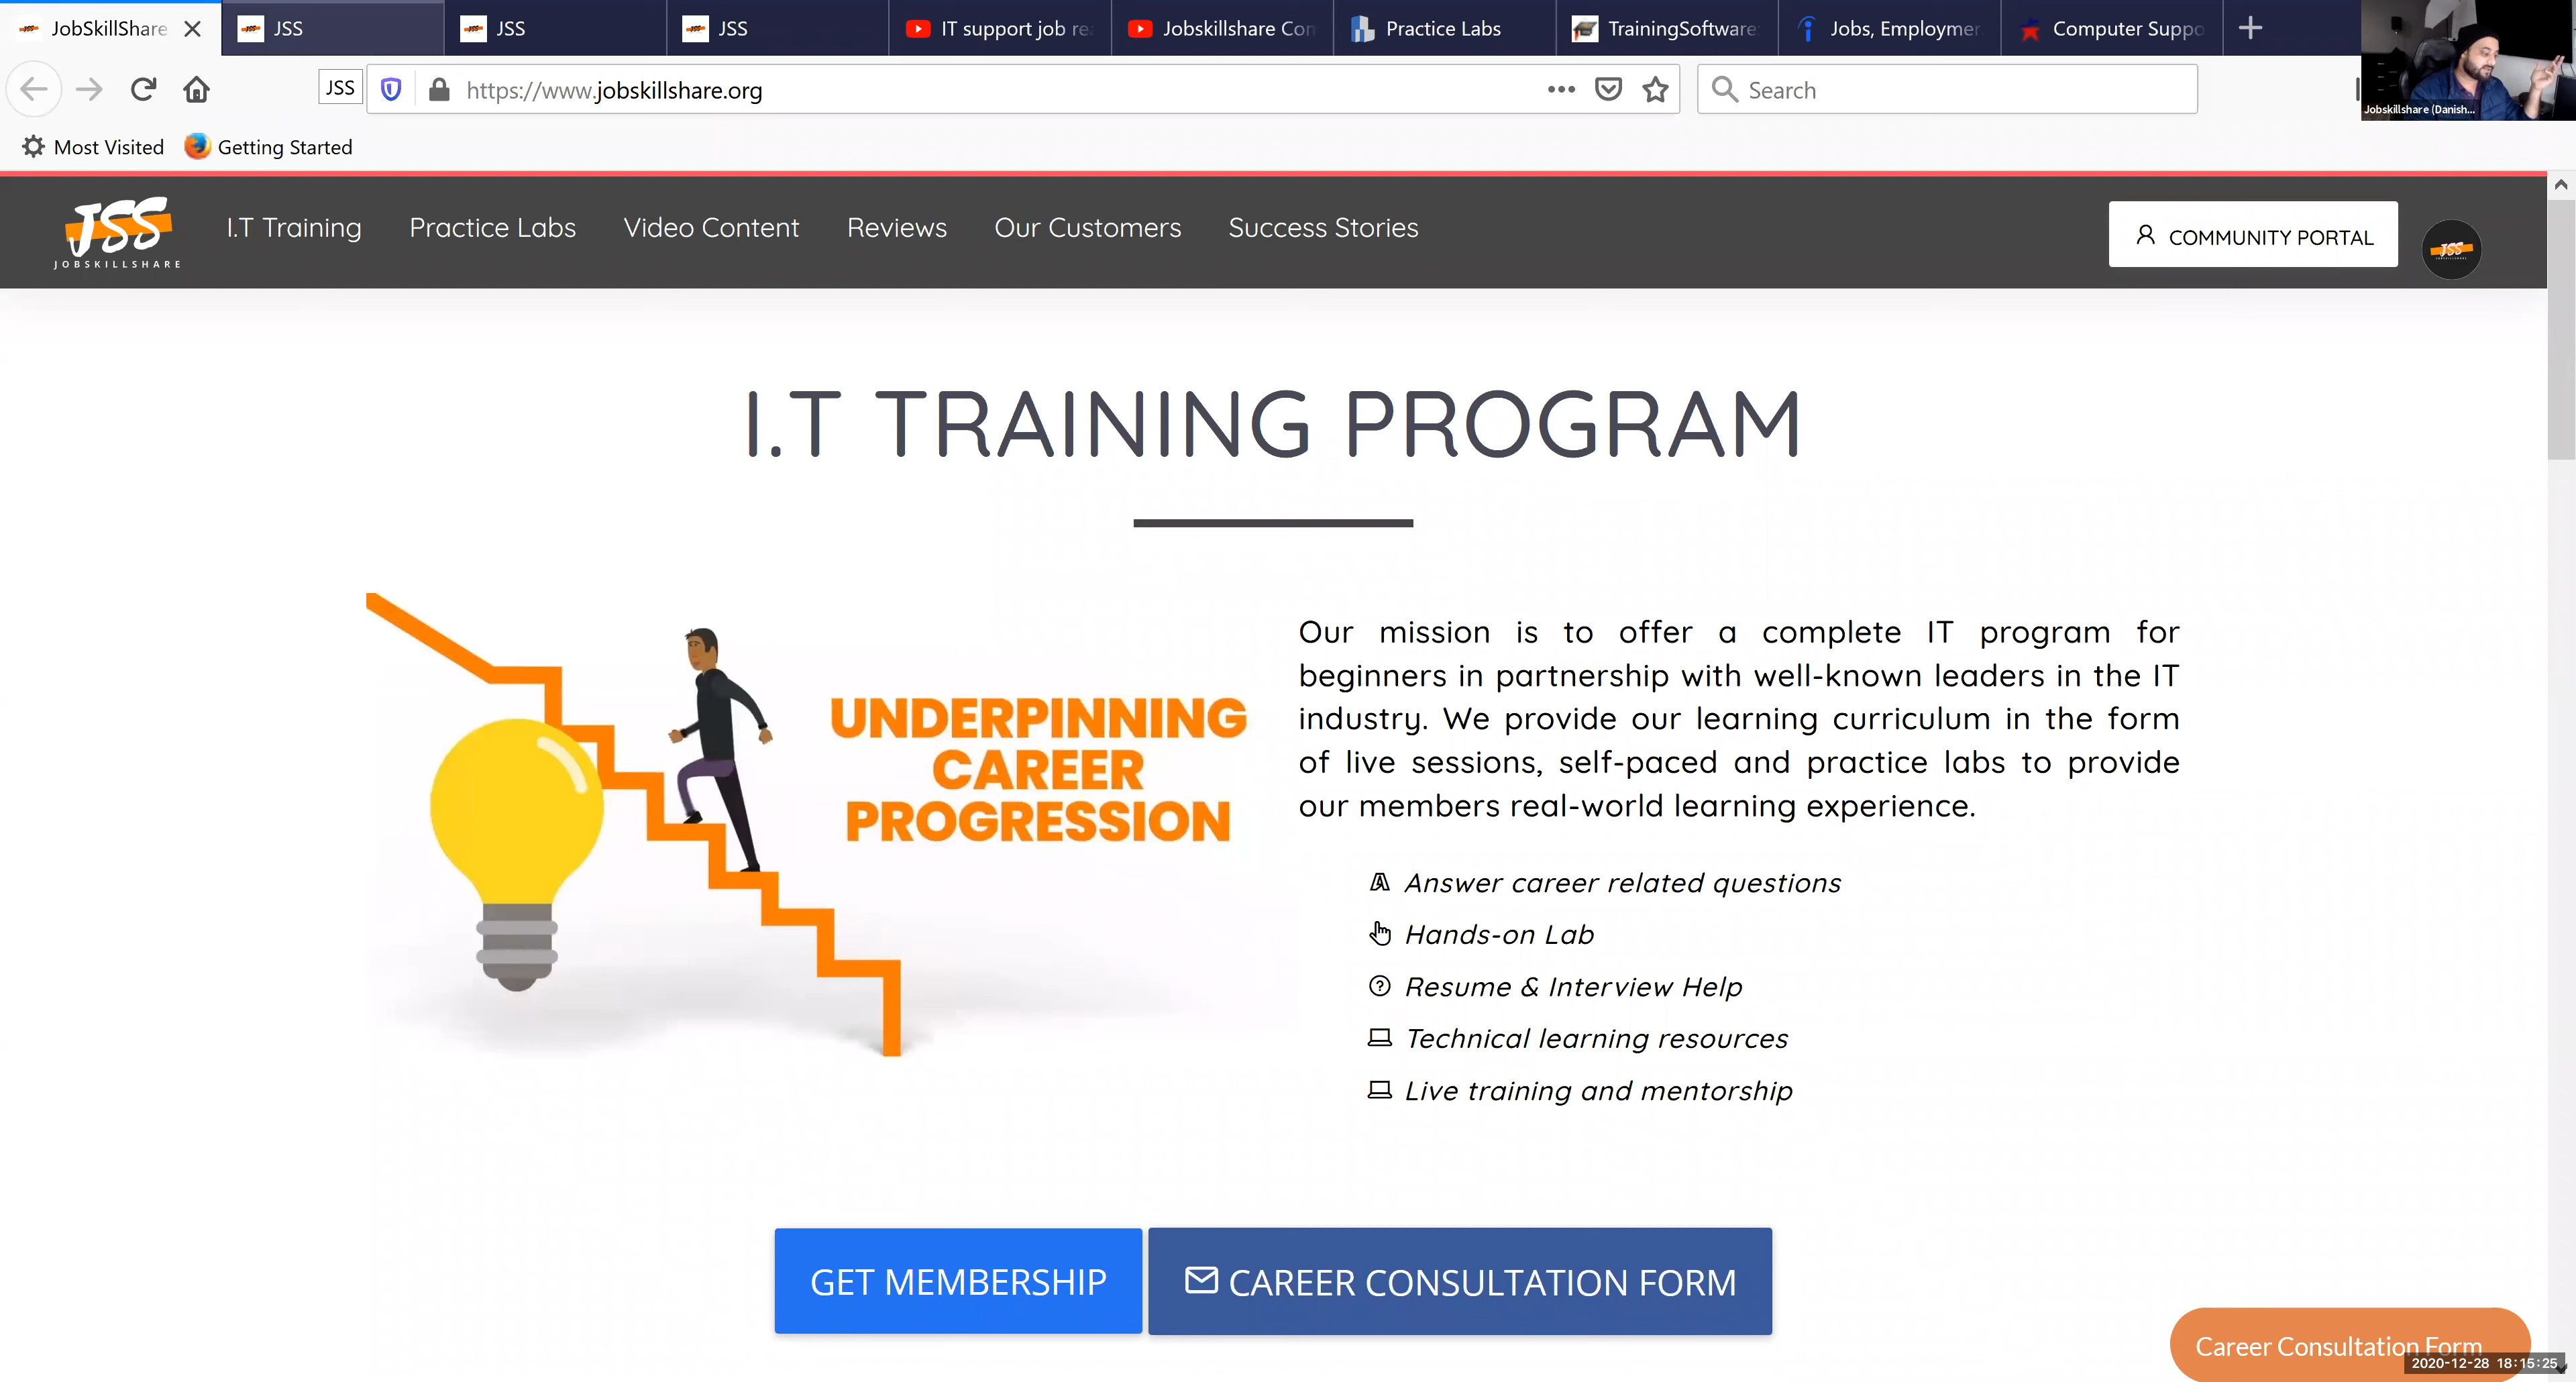 JobSkillShare
JSS
JSS
JSS
IT support job re
Jobskillshare Con
Practice Labs
TrainingSoftware
Jobs, Employmer
Computer Suppo
JSS
https://www.jobskillshare.org
Search
Jobskillshare (Danish...
Most Visited
Getting Started
JSS
JOBSKILLSHARE
I.T Training
Practice Labs
Video Content
Reviews
Our Customers
Success Stories
COMMUNITY PORTAL
JSS
I.T TRAINING PROGRAM
UNDERPINNING
CAREER
PROGRESSION
Our mission is to offer a complete IT program for
beginners in partnership with well-known leaders in the IT
industry. We provide our learning curriculum in the form
of live sessions, self-paced and practice labs to provide
our members real-world learning experience.
Answer career related questions
Hands-on Lab
Resume & Interview Help
Technical learning resources
Live training and mentorship
GET MEMBERSHIP
CAREER CONSULTATION FORM
Career Consultation Form
2020-12-28 18:15:25